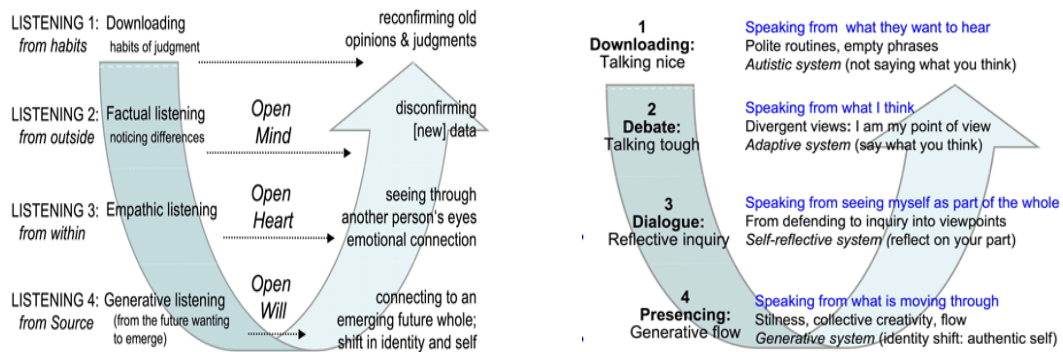 LISTENING 1: Downloading
from habits
habits of judgment
reconfirming old
opinions & judgments
LISTENING 2: Factual listening
from outside
noticing differences
Open
Mind
disconfirming
[new] data
LISTENING 3: Empathic listening
from within
Open
Heart
seeing through
another person's eyes
emotional connection
LISTENING 4: Generative listening
from Source
(from the future wanting
to emerge)
Open
Will
connecting to an
emerging future whole;
shift in identity and self
1
Downloading:
Talking nice
Speaking from what they want to hear
Polite routines, empty phrases
Autistic system (not saying what you think)
2
Debate:
Talking tough
Speaking from what I think
Divergent views: I am my point of view
Adaptive system (say what you think)
3
Dialogue:
Reflective inquiry
Speaking from seeing myself as part of the whole
From defending to inquiry into viewpoints
Self-reflective system (reflect on your part)
4
Presencing:
Generative flow
Speaking from what is moving through
Stilness, collective creativity, flow
Generative system (identity shift: authentic self)